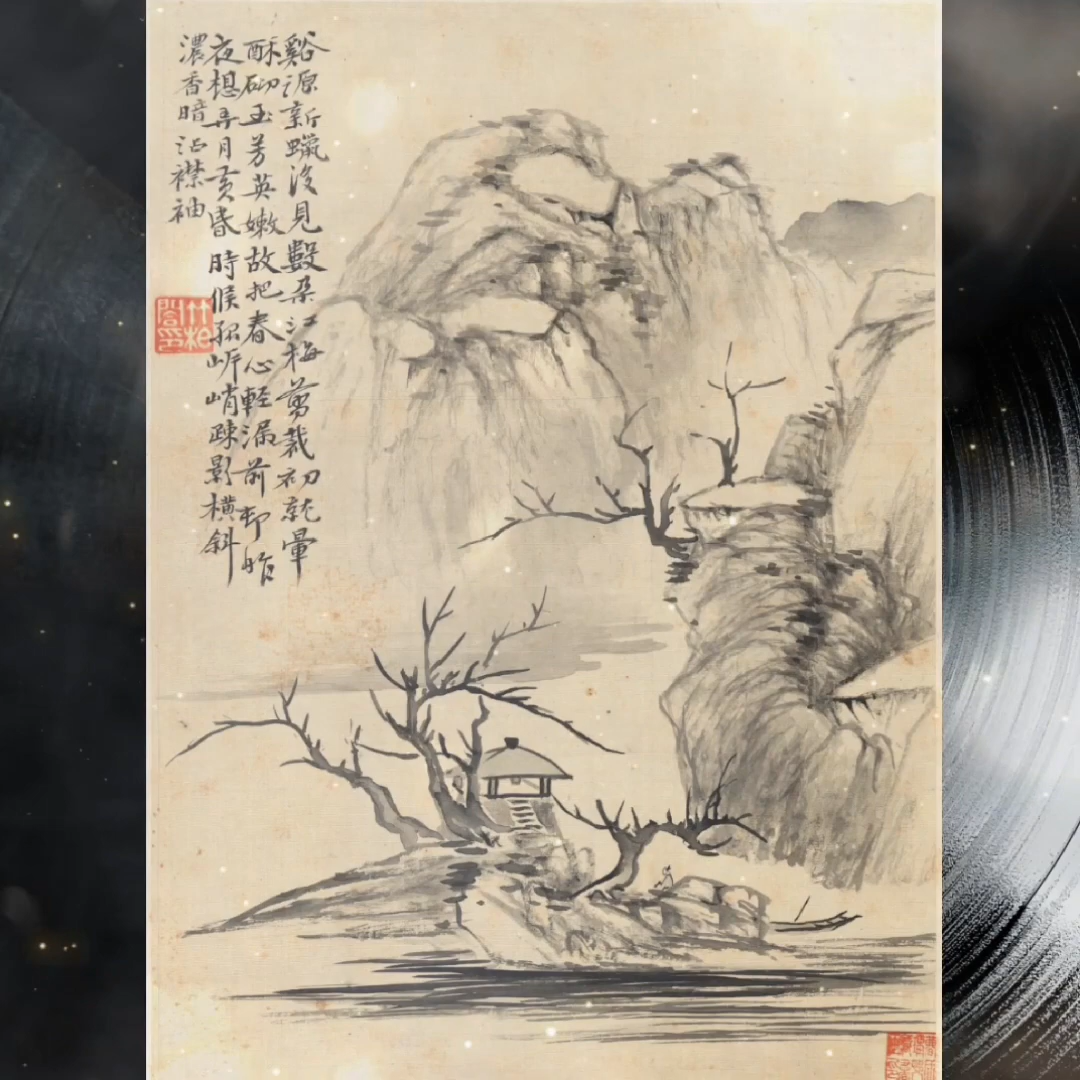 谿源新蠟後見數朶江梅剪裁初就暈
酥砌玉芳英嫩故把春心輕漏前邨昨
夜想弄月黃昏時候孤岸峭疎影橫斜
濃香暗沾襟袖